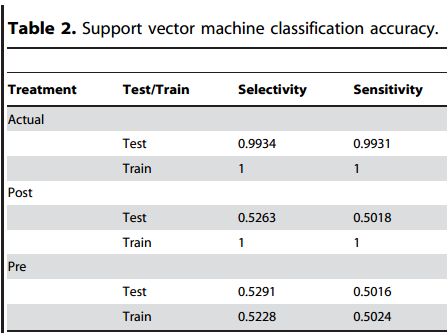 Table 2. Support vector machine classification accuracy.
Treatment Test/Train Selectivity Sensitivity
Actual
Test 0.9934 0.9931
Train 1 1
Post
Test 0.5263 0.5018
Train 1 1
Pre
Test 0.5291 0.5016
Train 0.5228 0.5024